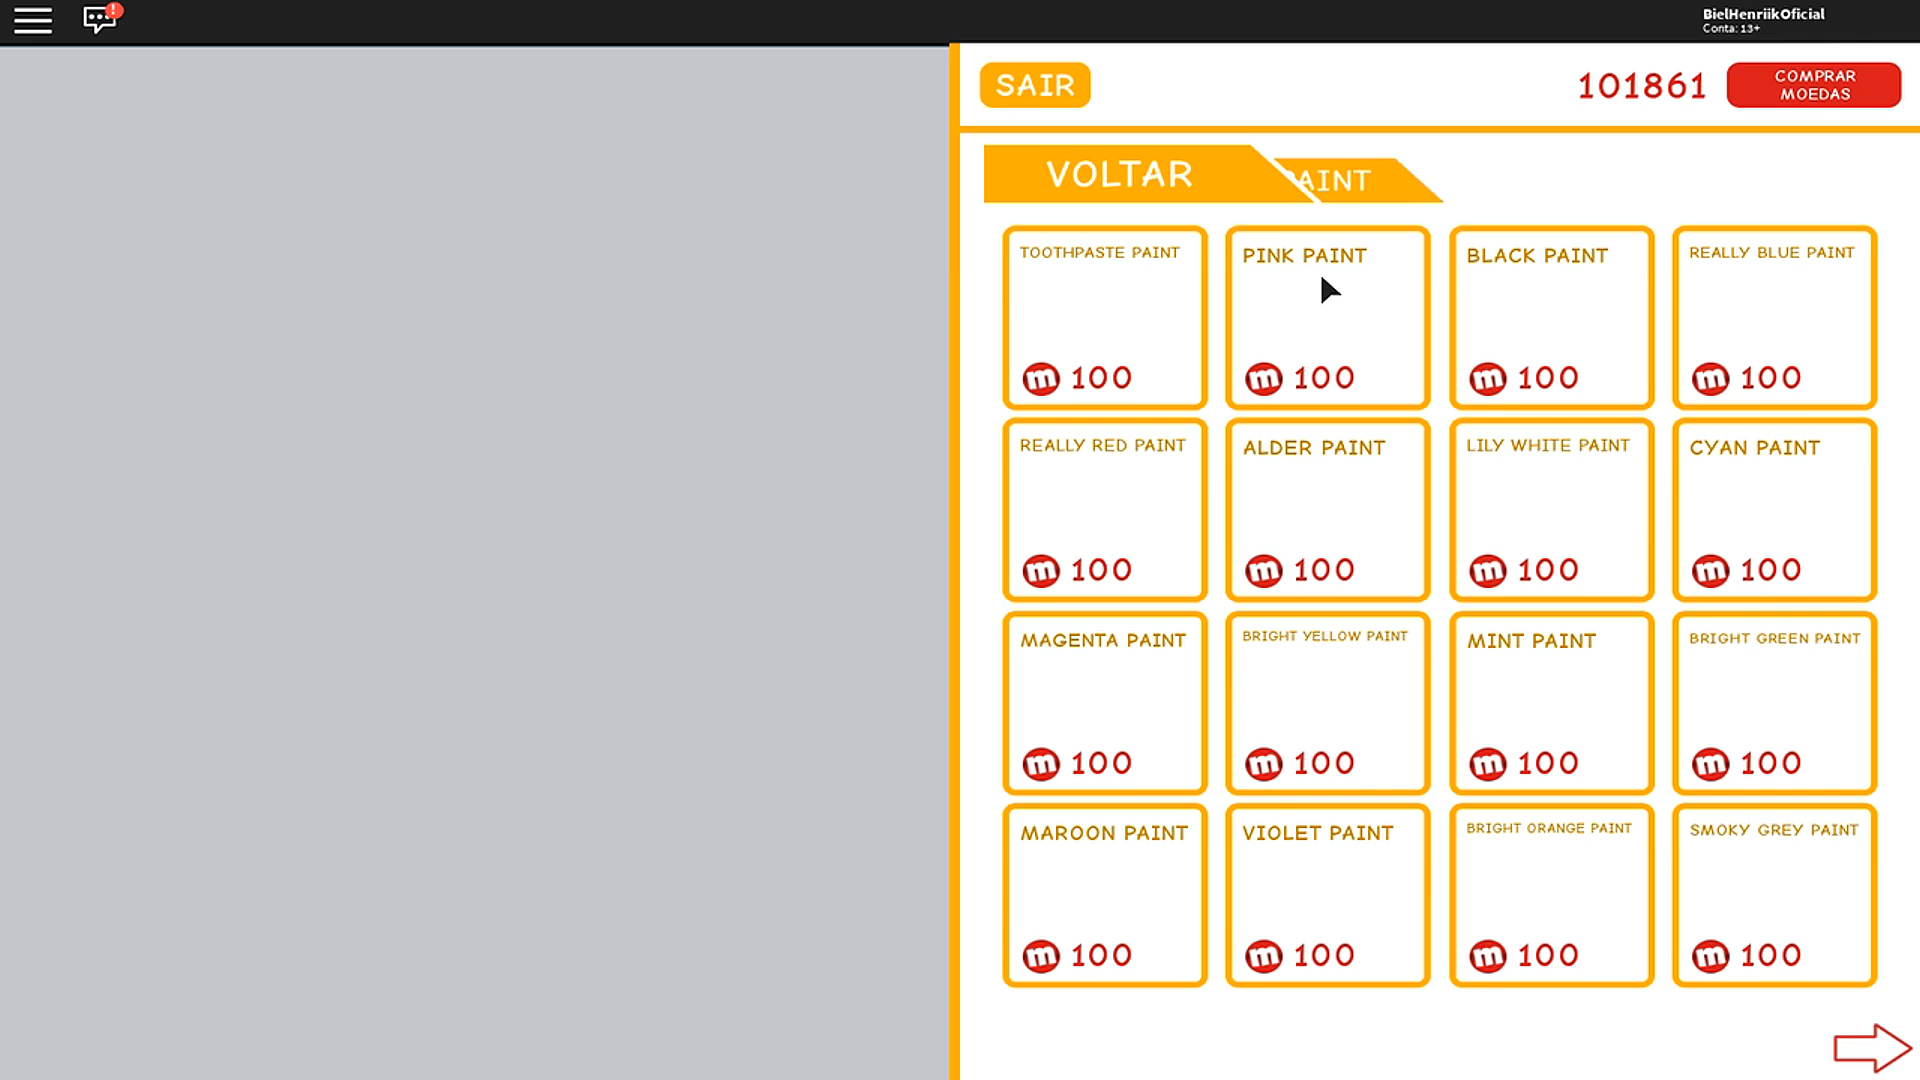 BielHenriikOficial
Conta: 13+
SAIR
101861
COMPRAR
MOEDAS
VOLTAR
PAINT
TOOTHPASTE PAINT
m 100
PINK PAINT
m 100
BLACK PAINT
m 100
REALLY BLUE PAINT
m 100
REALLY RED PAINT
m 100
ALDER PAINT
m 100
LILY WHITE PAINT
m 100
CYAN PAINT
m 100
MAGENTA PAINT
m 100
BRIGHT YELLOW PAINT
m 100
MINT PAINT
m 100
BRIGHT GREEN PAINT
m 100
MAROON PAINT
m 100
VIOLET PAINT
m 100
BRIGHT ORANGE PAINT
m 100
SMOKY GREY PAINT
m 100